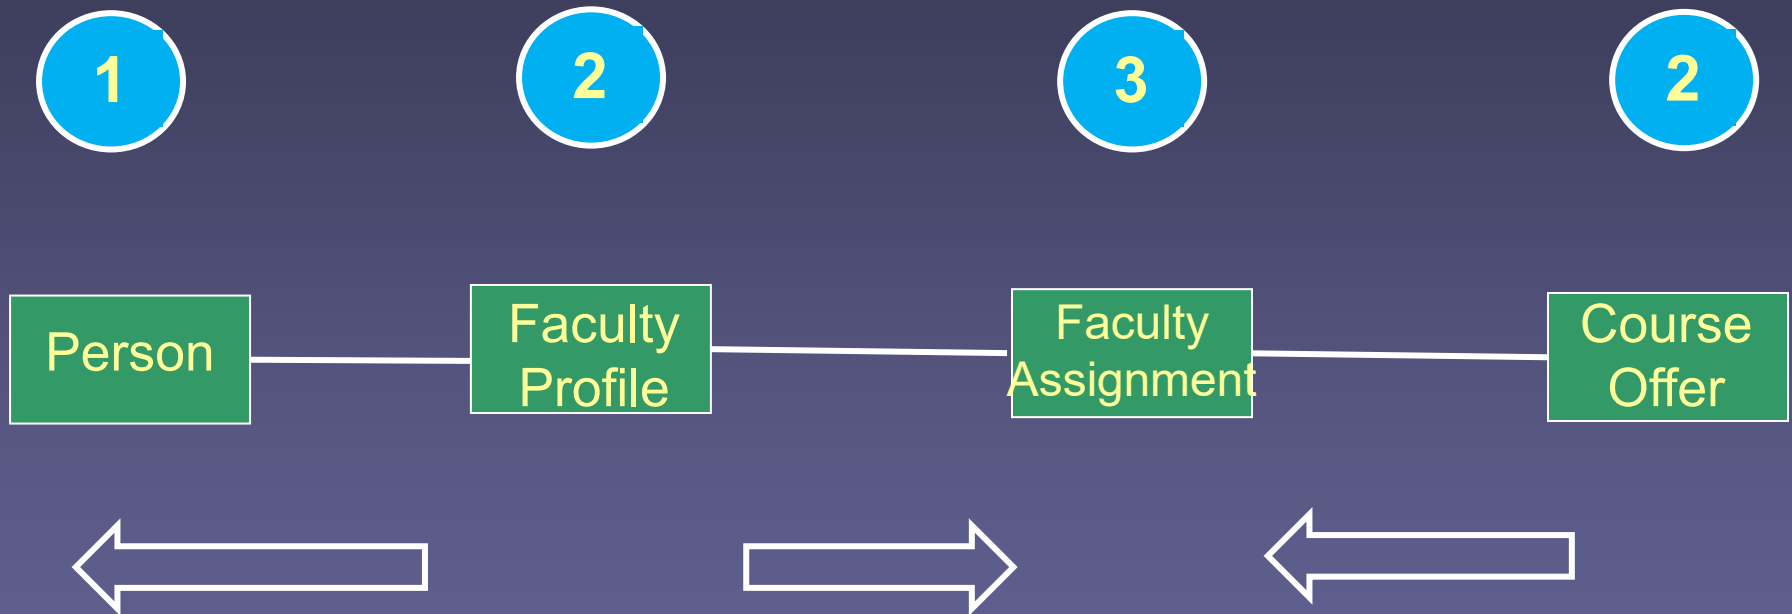 1
2
3
2
Person
Faculty
Profile
Faculty
Assignment
Course
Offer